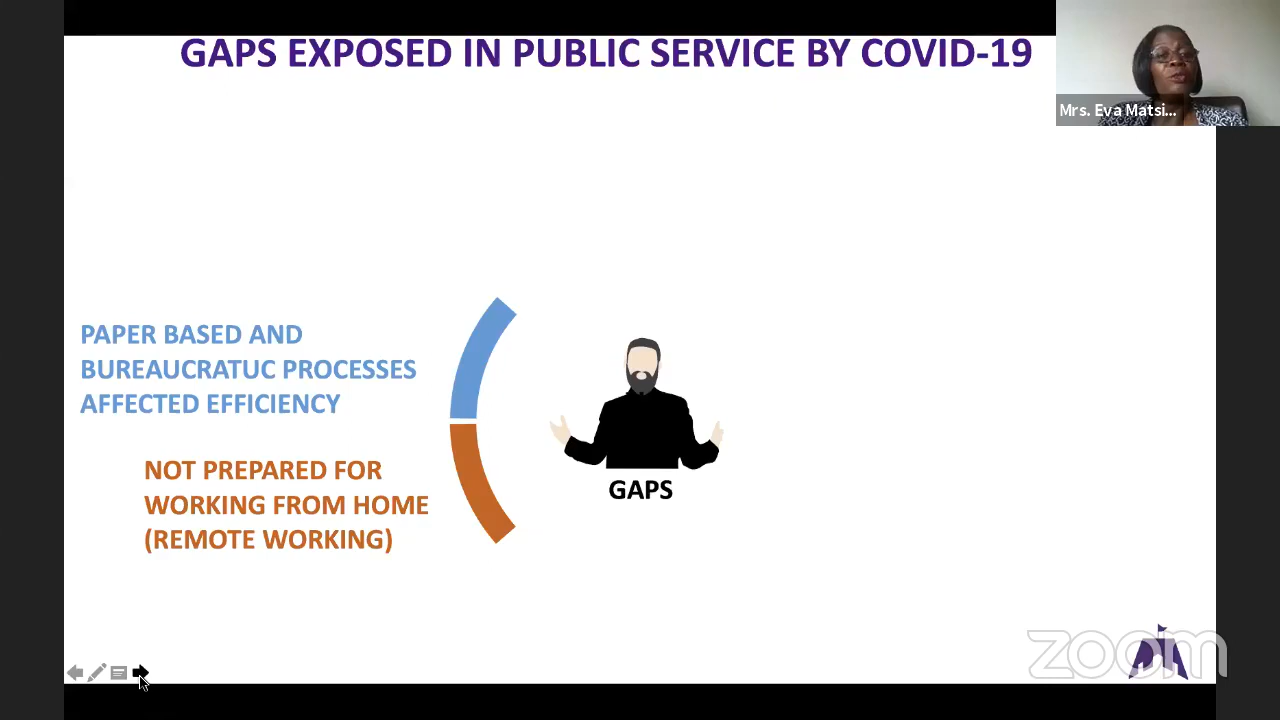 GAPS EXPOSED IN PUBLIC SERVICE BY COVID-19
Mrs. Eva Matsi...
PAPER BASED AND
BUREAUCRATUC PROCESSES
AFFECTED EFFICIENCY
NOT PREPARED FOR
WORKING FROM HOME
(REMOTE WORKING)
GAPS
zoom